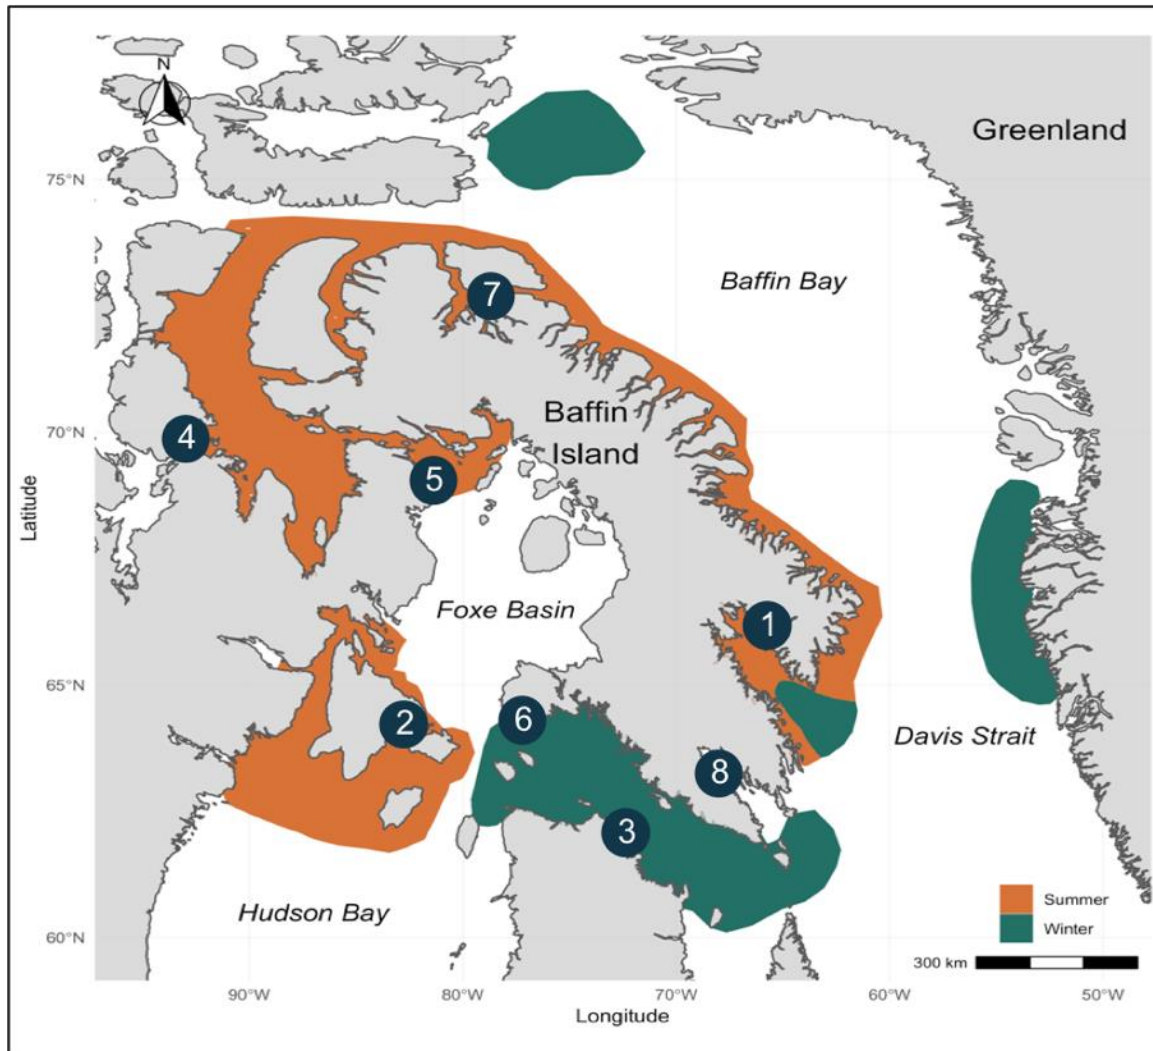 N
Greenland
75°N
Baffin Bay
7
Baffin
Island
70°N
4
5
Latitude
Foxe Basin
1
65°N
2
6
Davis Strait
8
3
Hudson Bay
Summer
Winter
60°N
300 km
90°W
80°W
70°W
60°W
50°W
Longitude